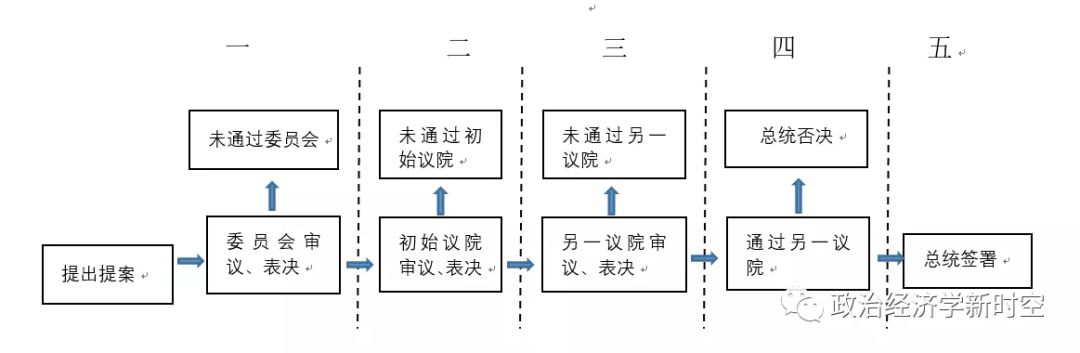 一 二 三 四 五
未通过委员会
未通过初
始议院
未通过另一
议院
总统否决
提出提案
委员会审
议、表决
初始议院
审议、表决
另一议院审
议、表决
通过另一议
院
总统签署
政治经济学新时空